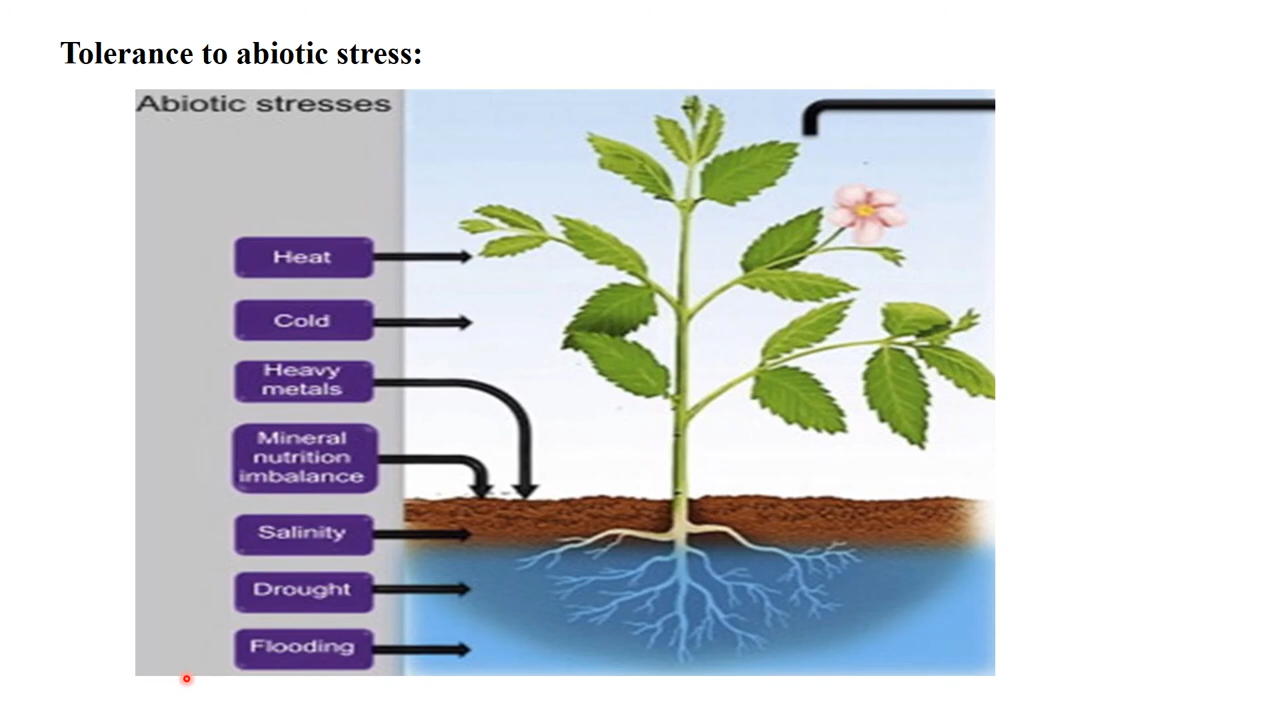 Tolerance to abiotic stress:
Abiotic stresses
Heat
Cold
Heavy
metals
Mineral
nutrition
imbalance
Salinity
Drought
Flooding